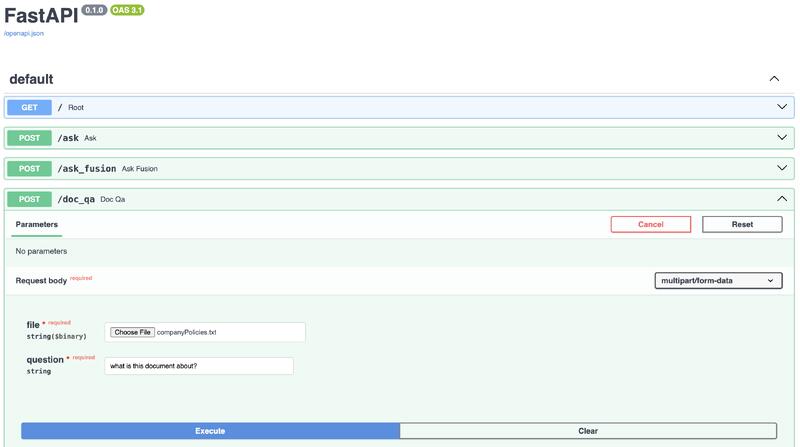 FastAPI 0.1.0 OAS 3.1
/openapi.json
default
GET / Root
POST /ask Ask
POST /ask_fusion Ask Fusion
POST /doc_qa Doc Qa
Parameters Cancel Reset
No parameters
Request body required multipart/form-data
file * required
string($binary) Choose File companyPolicies.txt
question * required
string what is this document about?
Execute Clear